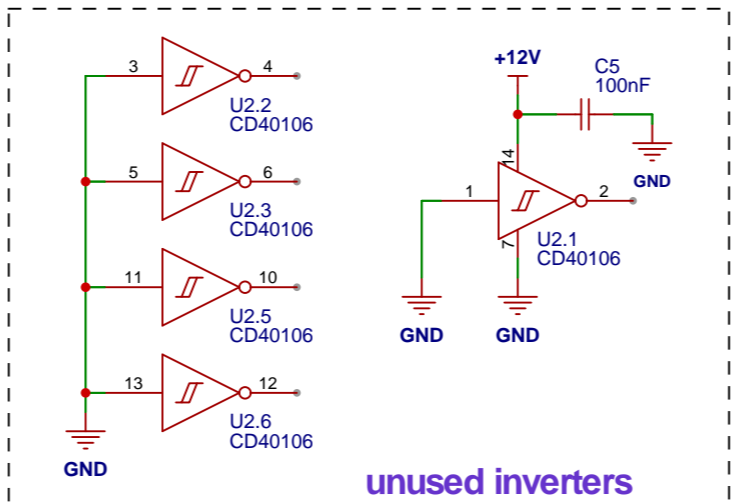 3
4
U2.2
CD40106
5
6
U2.3
CD40106
11
10
U2.5
CD40106
13
12
U2.6
CD40106
GND
+12V
C5
100nF
GND
14
1
2
7
U2.1
CD40106
GND
GND
unused inverters